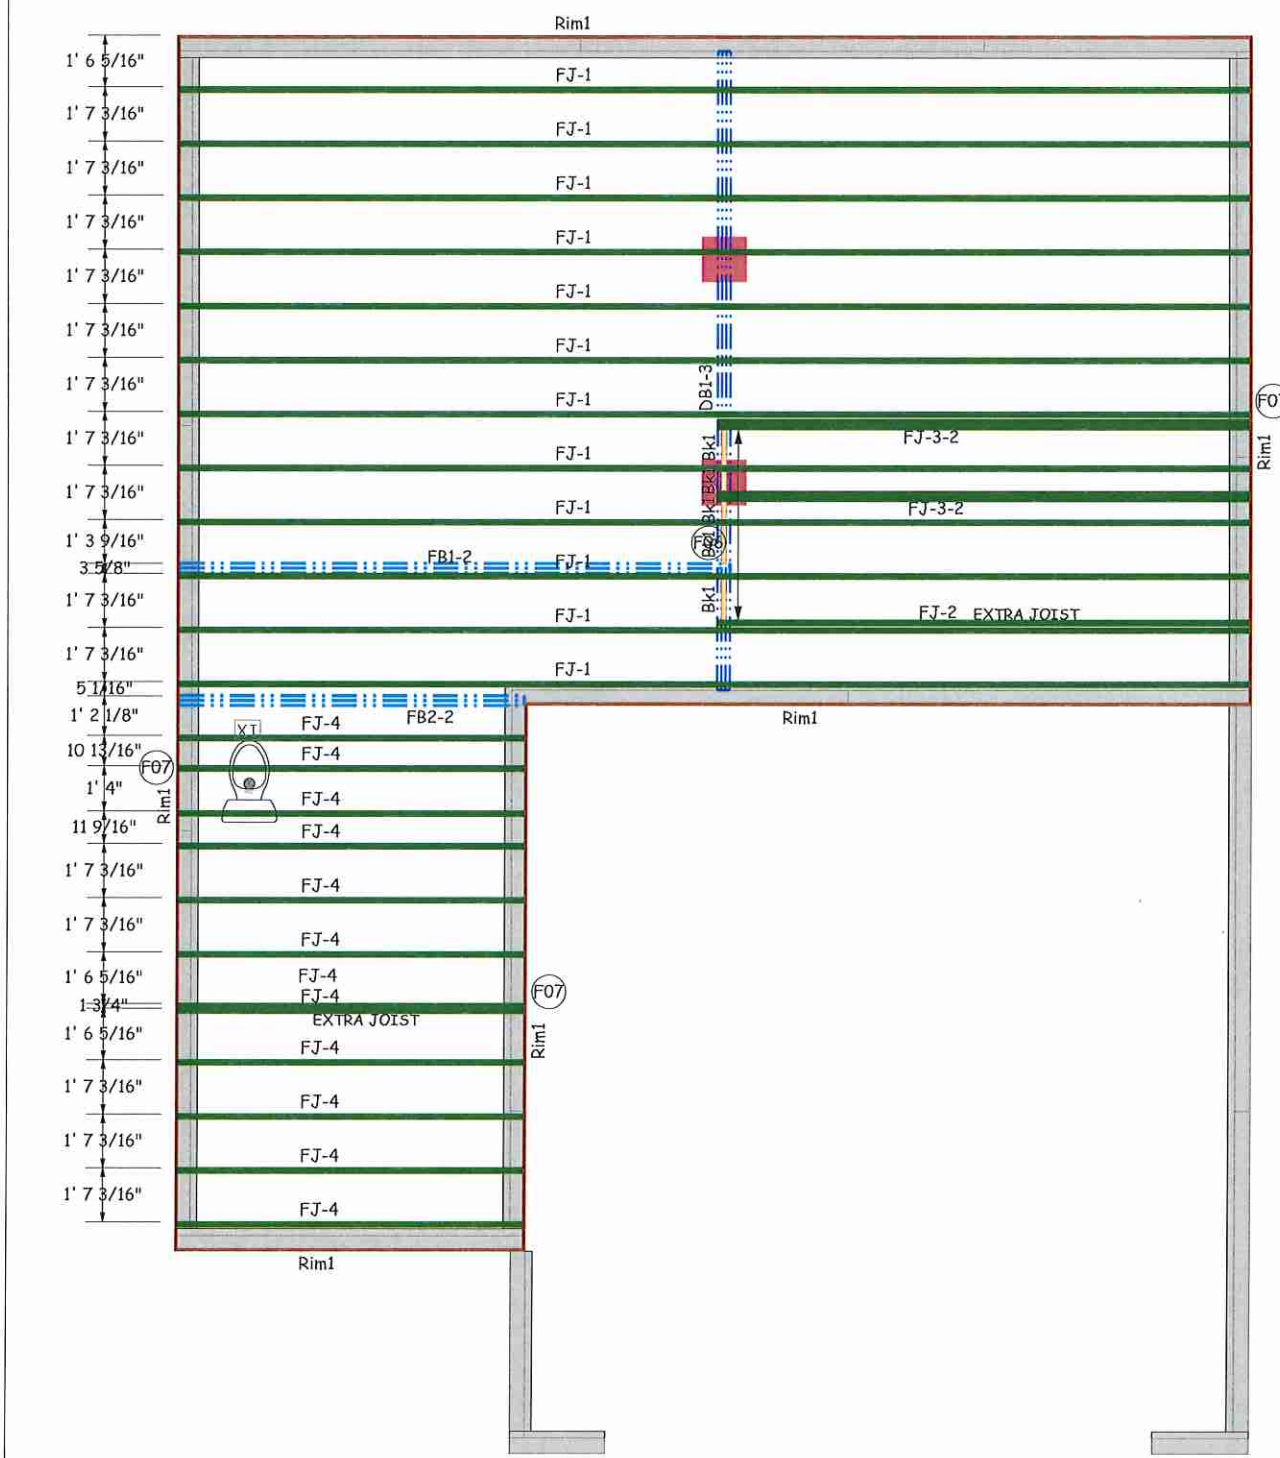 Rim1
1' 6 5/16"
FJ-1
1' 7 3/16"
FJ-1
1' 7 3/16"
FJ-1
1' 7 3/16"
FJ-1
1' 7 3/16"
FJ-1
1' 7 3/16"
FJ-1
1' 7 3/16"
DB1-3
FJ-1
F07
1' 7 3/16"
Bk1
FJ-3-2
Rim1
FJ-1
1' 7 3/16"
Bk1
FJ-1
Bk1
FJ-3-2
1' 3 9/16"
Bk1
FB1-2
FJ-1
3 5/8"
1' 7 3/16"
Bk1
FJ-1
FJ-2 EXTRA JOIST
1' 7 3/16"
FJ-1
5 1/16"
1' 2 1/8"
FB2-2
Rim1
FJ-4
XI
10 13/16"
FJ-4
F07
1' 4"
Rim1
FJ-4
11 9/16"
FJ-4
1' 7 3/16"
FJ-4
1' 7 3/16"
FJ-4
1' 6 5/16"
FJ-4
FJ-4
F07
1 3/4"
EXTRA JOIST
1' 6 5/16"
Rim1
FJ-4
1' 7 3/16"
FJ-4
1' 7 3/16"
FJ-4
1' 7 3/16"
FJ-4
Rim1